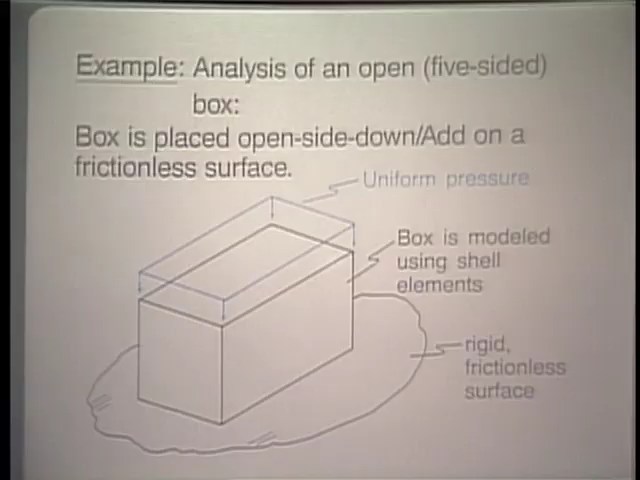 Example: Analysis of an open (five-sided)
box:
Box is placed open-side-down/Add on a
frictionless surface.
Uniform pressure
Box is modeled
using shell
elements
rigid,
frictionless
surface